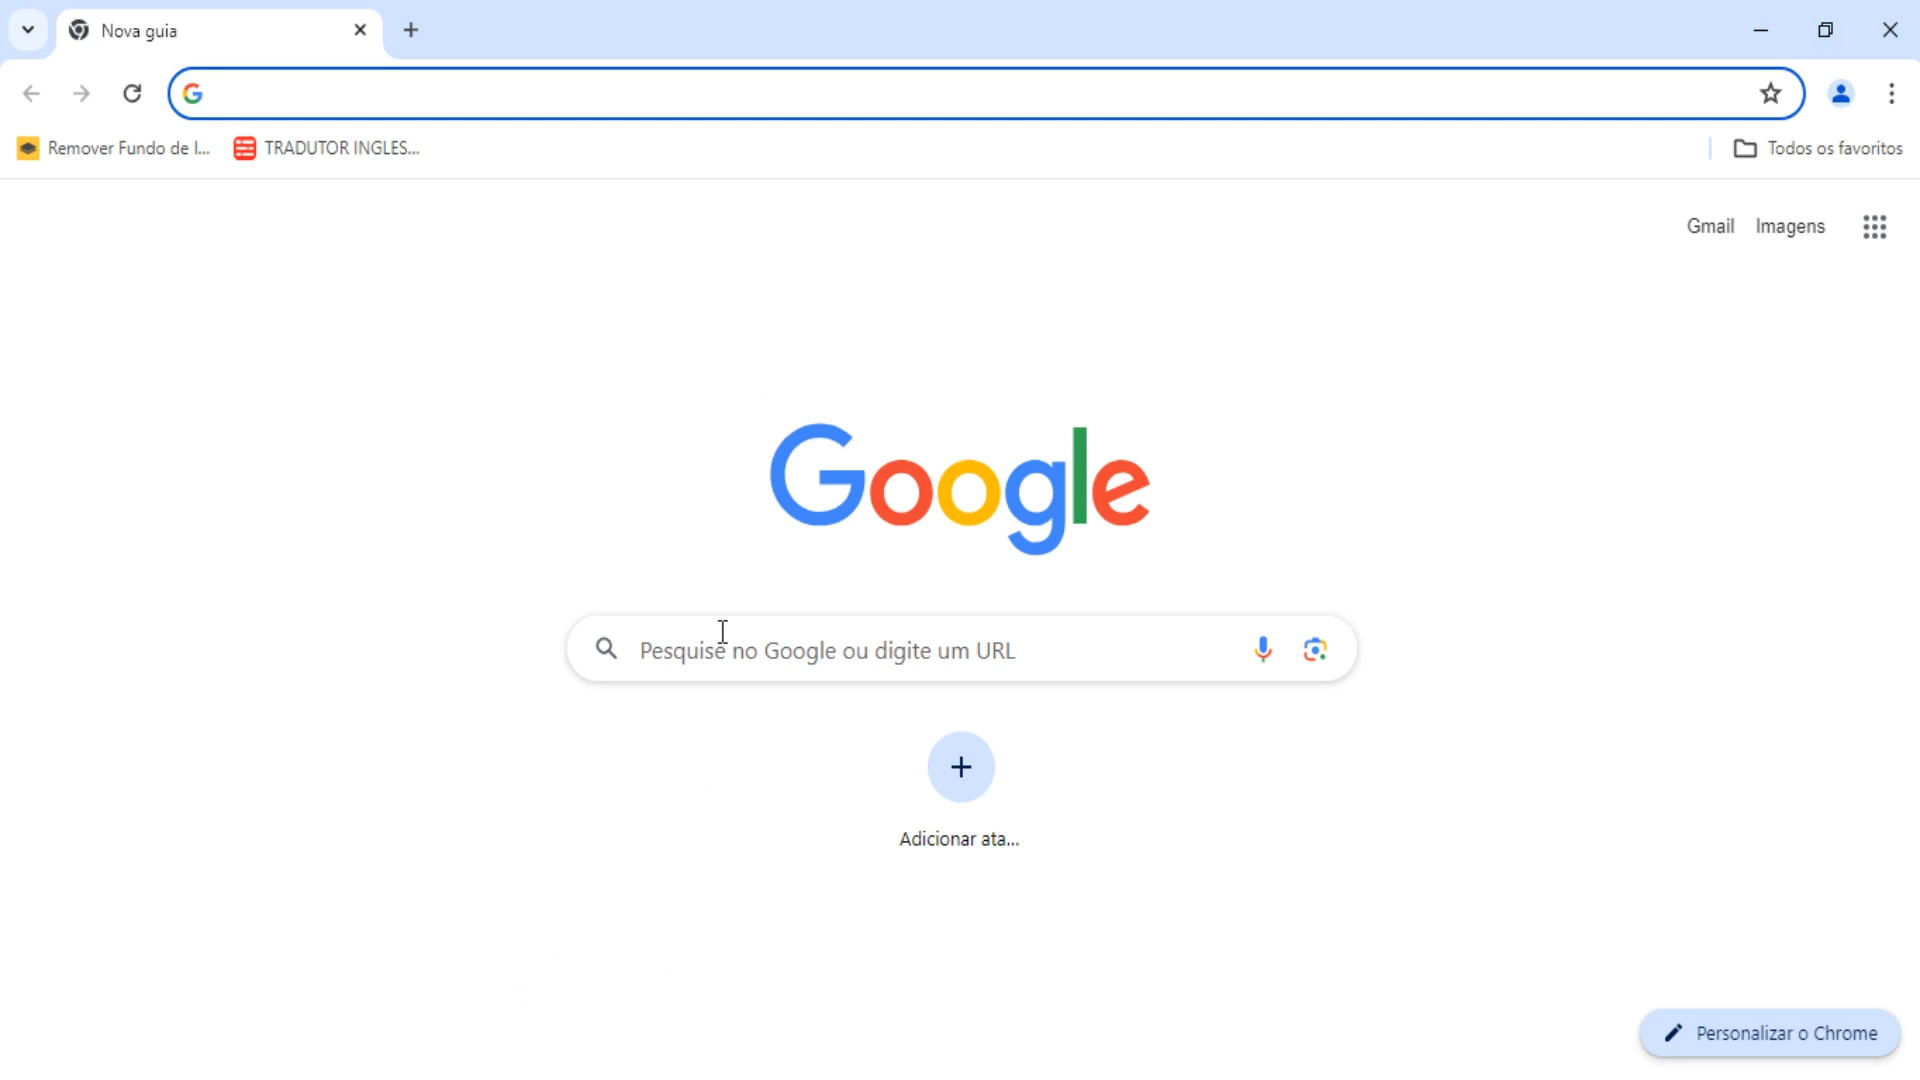 Nova guia
Remover Fundo de I...
TRADUTOR INGLES...
Todos os favoritos
Gmail
Imagens
Google
Pesquise no Google ou digite um URL
Adicionar ata...
Personalizar o Chrome